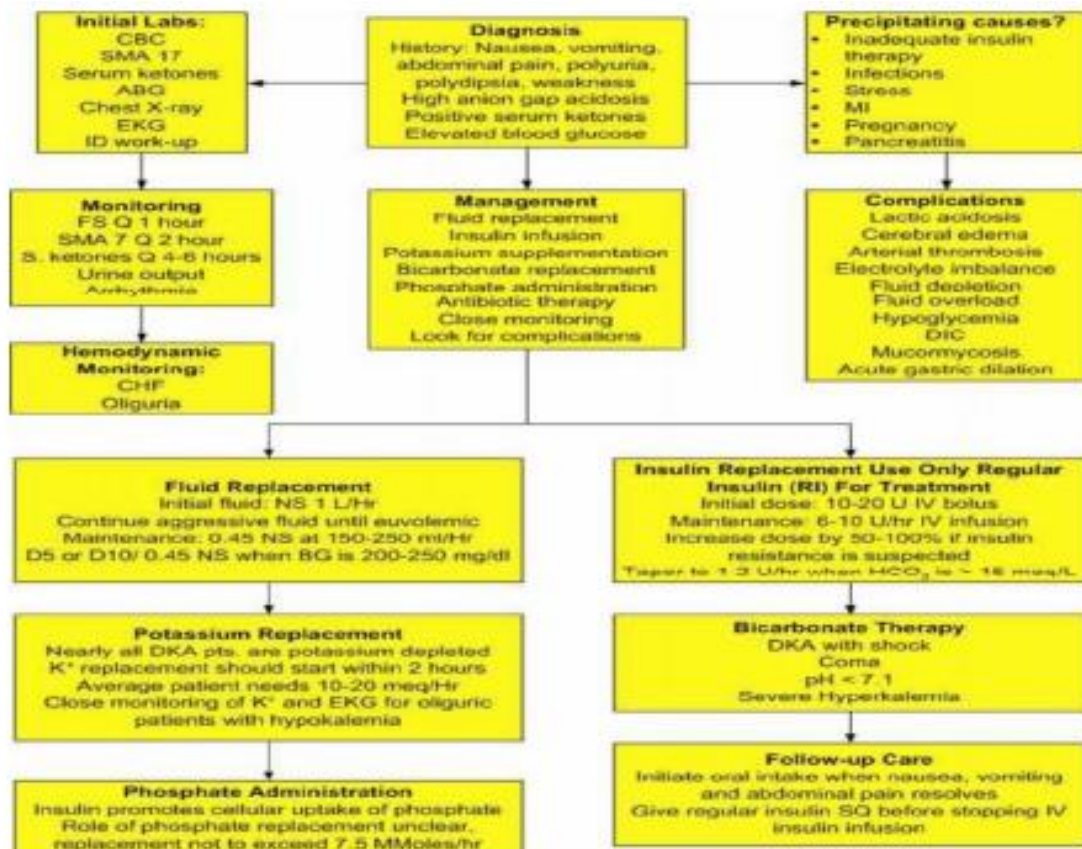 Initial Labs:
CBC
SMA 17
Serum ketones
ABG
Chest X-ray
EKG
ID work-up
Diagnosis
History: Nausea, vomiting,
abdominal pain, polyuria,
polydipsia, weakness
High anion gap acidosis
Positive serum ketones
Elevated blood glucose
Precipitating causes?
• Inadequate insulin
therapy
• Infections
• Stress
• MI
• Pregnancy
• Pancreatitis
Monitoring
FS Q 1 hour
SMA 7 Q 2 hour
S. ketones Q 4-6 hours
Urine output
Arrhythmia
Management
Fluid replacement
Insulin infusion
Potassium supplementation
Bicarbonate replacement
Phosphate administration
Antibiotic therapy
Close monitoring
Look for complications
Complications
Lactic acidosis
Cerebral edema
Arterial thrombosis
Electrolyte imbalance
Fluid depletion
Fluid overload
Hypoglycemia
DIC
Mucormycosis
Acute gastric dilation
Hemodynamic
Monitoring:
CHF
Oliguria
Fluid Replacement
Initial fluid: NS 1 L/Hr
Continue aggressive fluid until euvolemic
Maintenance: 0.45 NS at 150-250 ml/Hr
D5 or D10/ 0.45 NS when BG is 200-250 mg/dl
Insulin Replacement Use Only Regular
Insulin (RI) For Treatment
Initial dose: 10-20 U IV bolus
Maintenance: 6-10 U/hr IV infusion
Increase dose by 50-100% if insulin
resistance is suspected
Taper to U/hr when HCO₃ is meq/L
Potassium Replacement
Nearly all DKA pts. are potassium depleted
K⁺ replacement should start within 2 hours
Average patient needs 10-20 meq/Hr
Close monitoring of K⁺ and EKG for oliguric
patients with hypokalemia
Bicarbonate Therapy
DKA with shock
Coma
pH < 7.1
Severe Hyperkalemia
Phosphate Administration
Insulin promotes cellular uptake of phosphate
Role of phosphate replacement unclear,
replacement not to exceed 7.5 MMoles/hr
Follow-up Care
Initiate oral intake when nausea, vomiting
and abdominal pain resolves
Give regular insulin SQ before stopping IV
insulin infusion